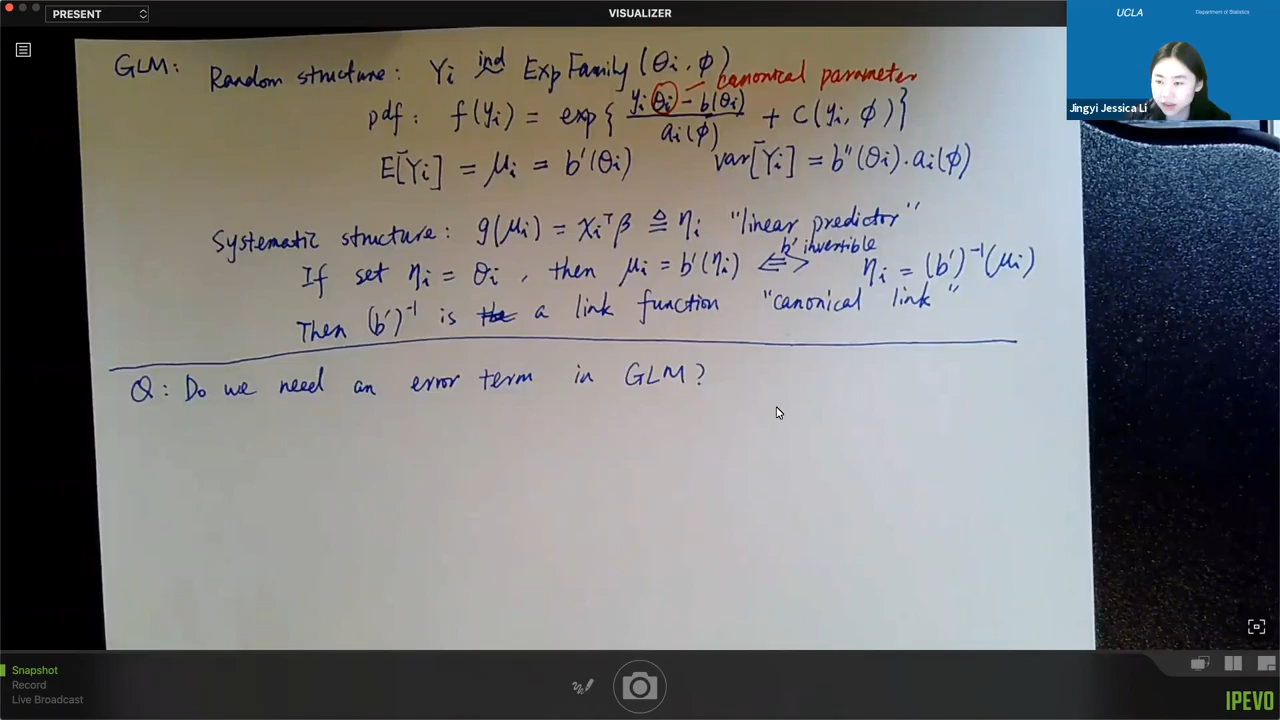 PRESENT
VISUALIZER
UCLA
Department of Statistics
Jingyi Jessica Li
GLM: Random structure: Yi ind ExpFamily (θi, ϕ)
canonical parameter
pdf: f(yi) = exp{ (yi θi − b(θi)) / ai(ϕ) + C(yi, ϕ) }
E[Yi] = μi = b'(θi) var[Yi] = b''(θi)·ai(ϕ)
Systematic structure: g(μi) = xiᵀβ ≜ ηi "linear predictor"
b' invertible
If set ηi = θi, then μi = b'(ηi) <=> ηi = (b')⁻¹(μi)
Then (b')⁻¹ is the a link function "canonical link"
Q: Do we need an error term in GLM?
Snapshot
Record
Live Broadcast
IPEVO